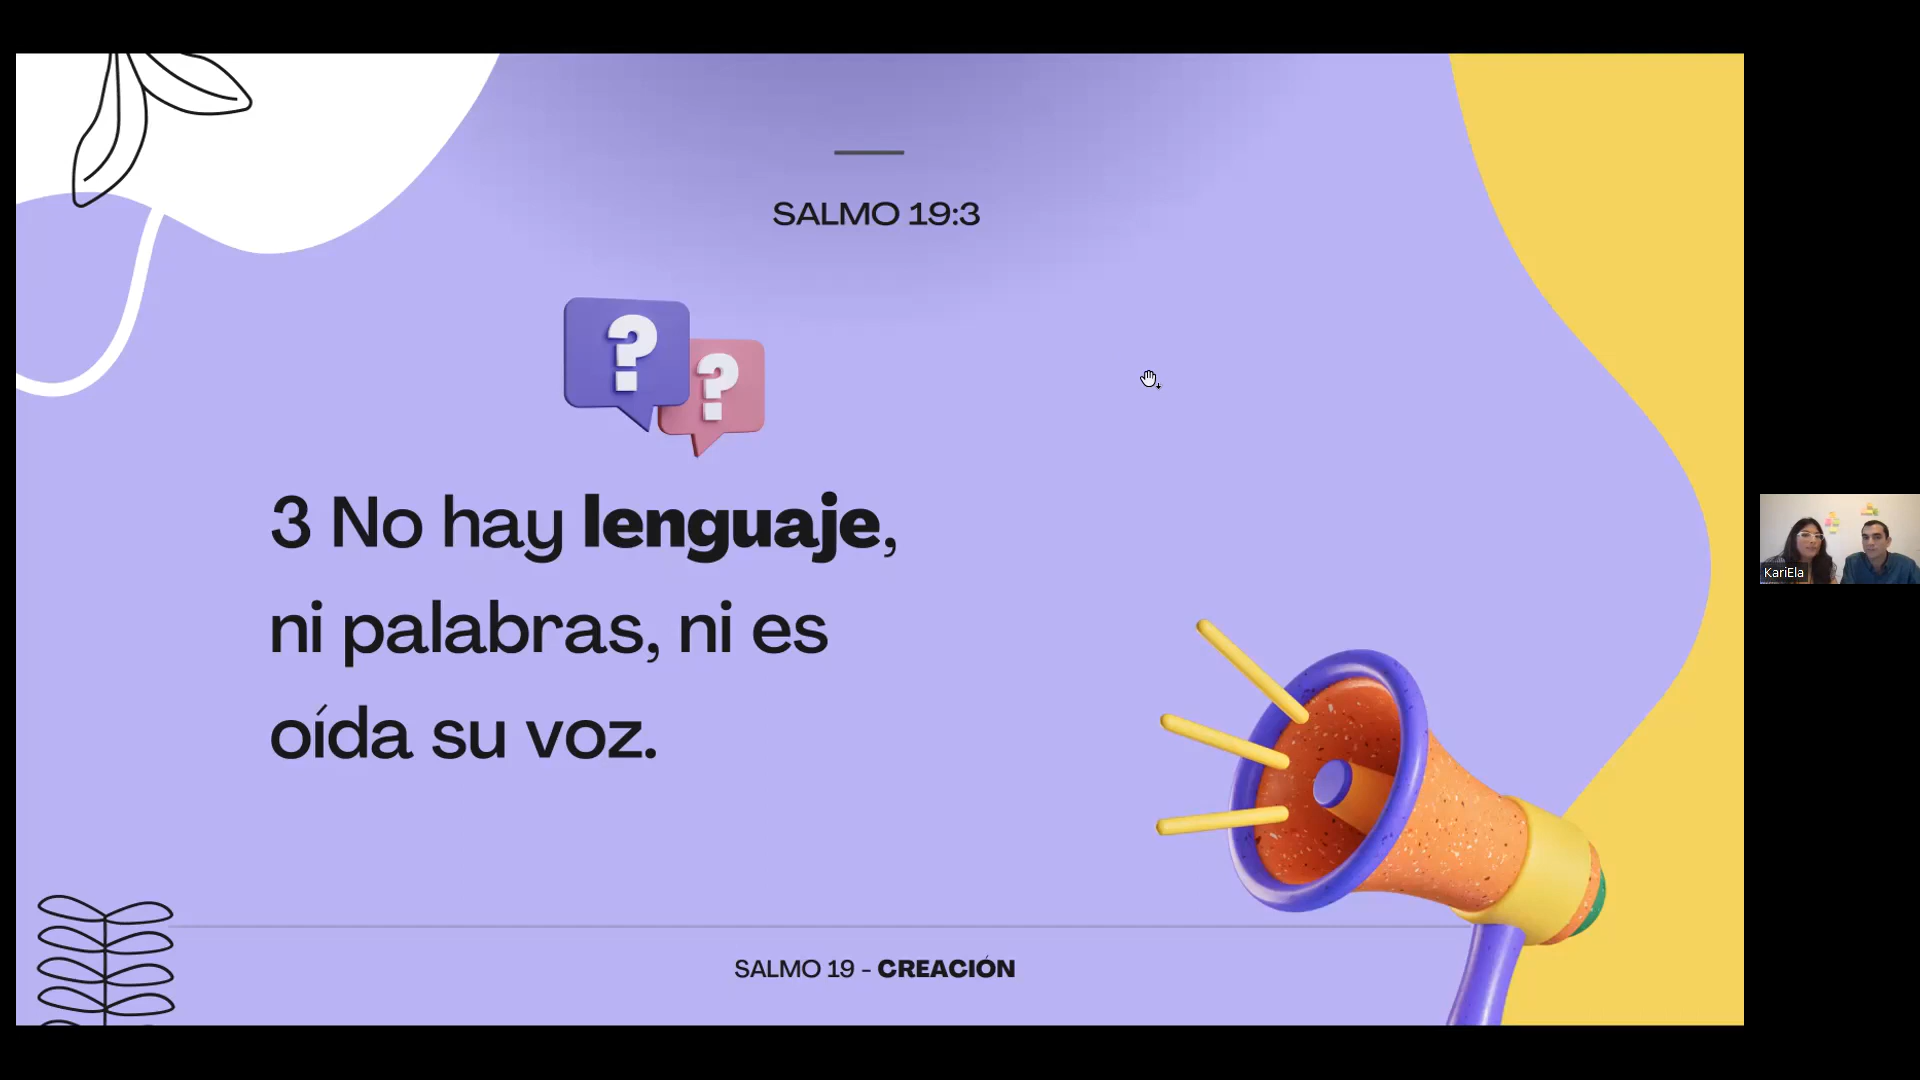 SALMO 19:3
? ?
3 No hay lenguaje,
ni palabras, ni es
oída su voz.
KariEla
SALMO 19 - CREACIÓN